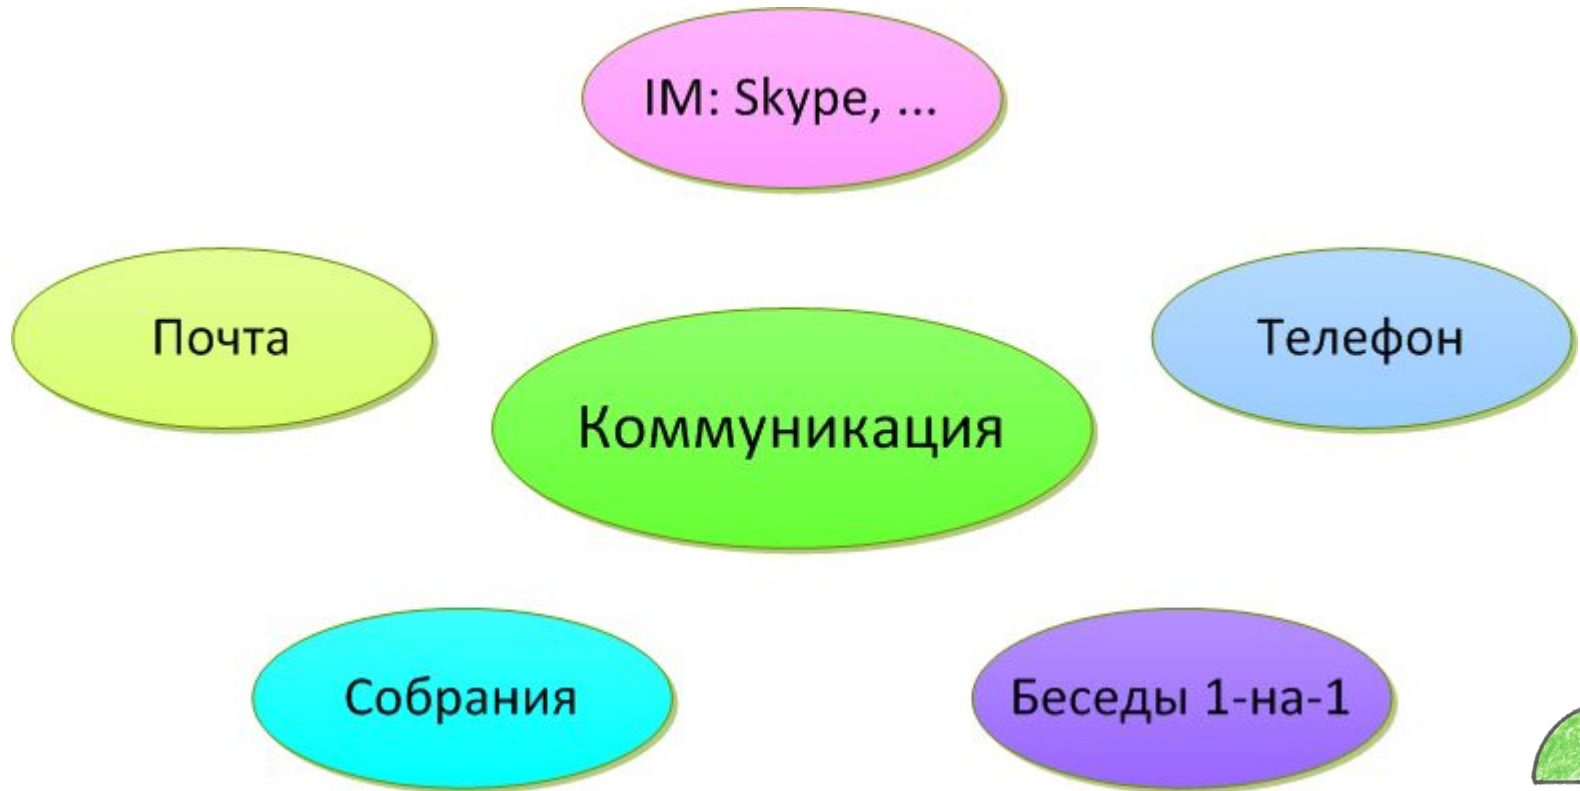 IM: Skype, ...
Почта
Телефон
Коммуникация
Собрания
Беседы 1-на-1